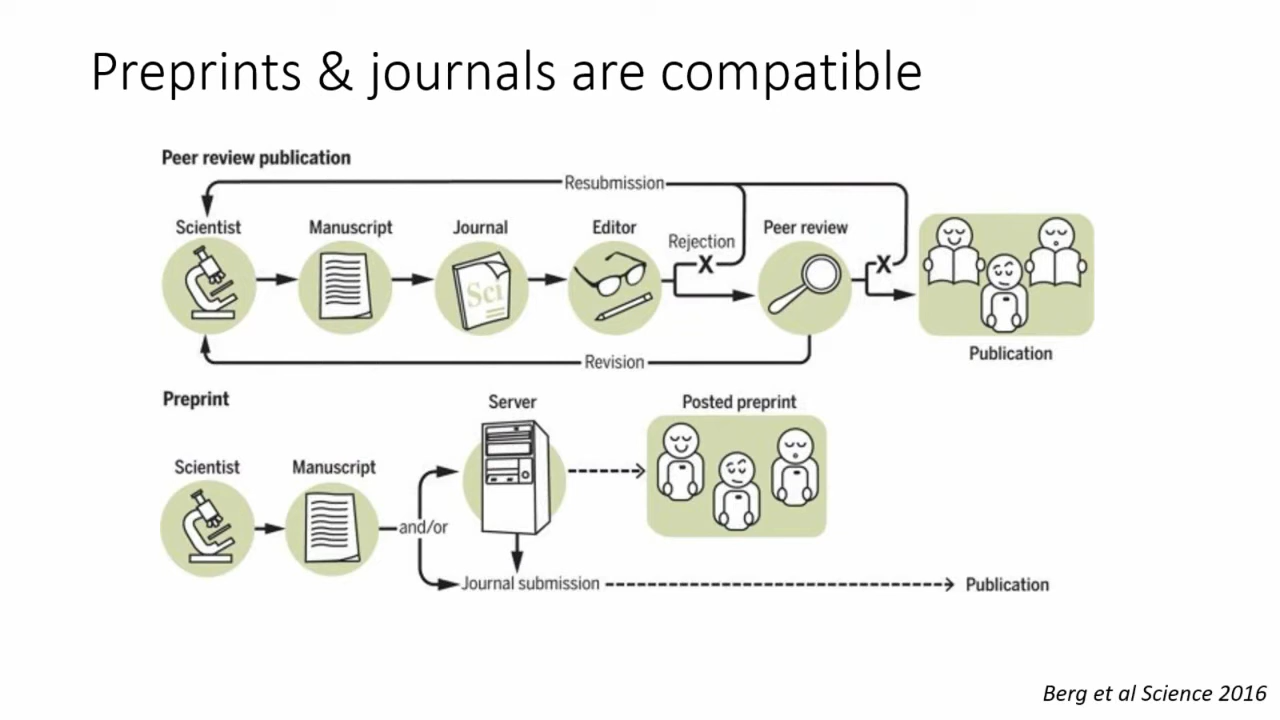 Preprints & journals are compatible
Peer review publication
Resubmission
Scientist
Manuscript
Journal
Editor
Rejection
Peer review
X
X
Sci
Publication
Revision
Preprint
Server
Posted preprint
Scientist
Manuscript
and/or
Journal submission
Publication
Berg et al Science 2016